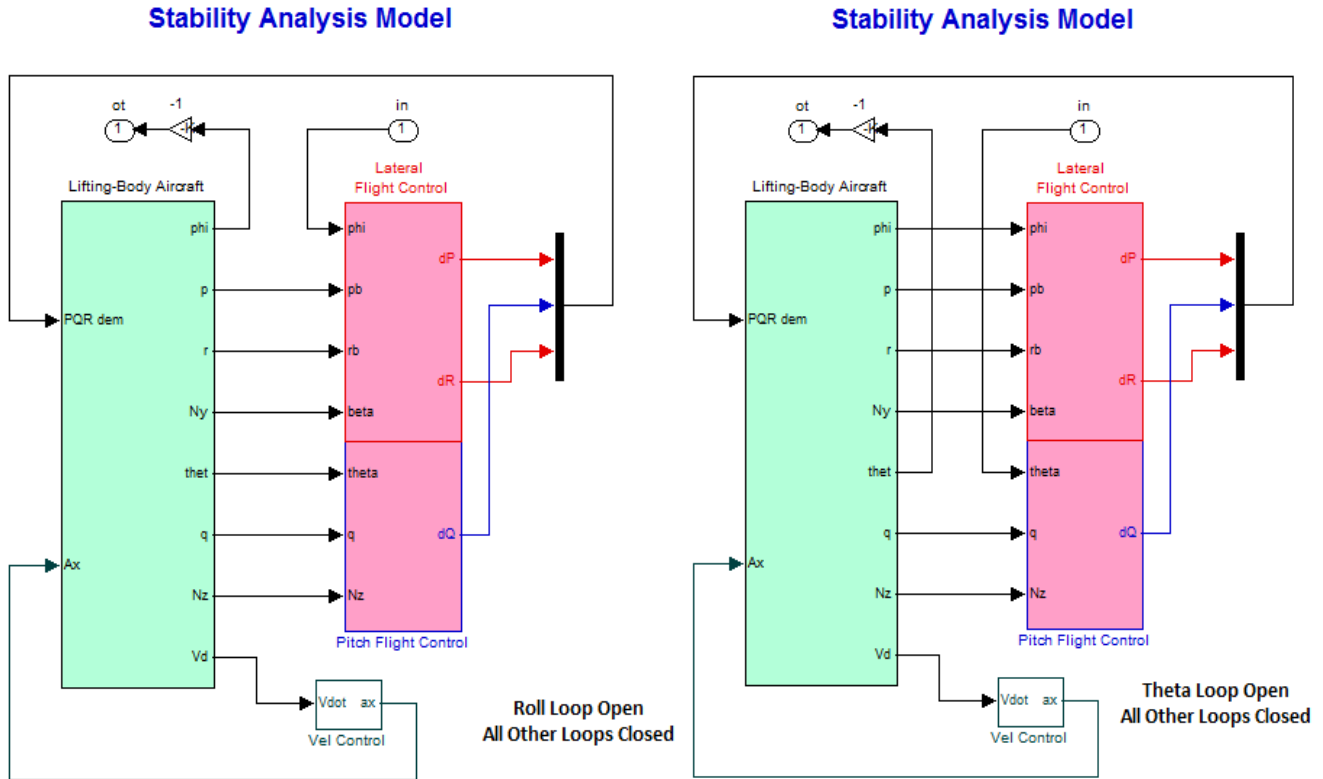 Stability Analysis Model
ot
-1
in
1
-K
1
Lateral
Flight Control
Lifting-Body Aircraft
phi
phi
dP
p
pb
PQR dem
r
rb
dR
Ny
beta
thet
theta
q
q
dQ
Ax
Nz
Nz
Pitch Flight Control
Vd
Vdot ax
Vel Control
Roll Loop Open
All Other Loops Closed
Stability Analysis Model
ot
-1
in
1
-K
1
Lateral
Flight Control
Lifting-Body Aircraft
phi
phi
dP
p
pb
PQR dem
r
rb
dR
Ny
beta
thet
theta
q
q
dQ
Ax
Nz
Nz
Pitch Flight Control
Vd
Vdot ax
Vel Control
Theta Loop Open
All Other Loops Closed